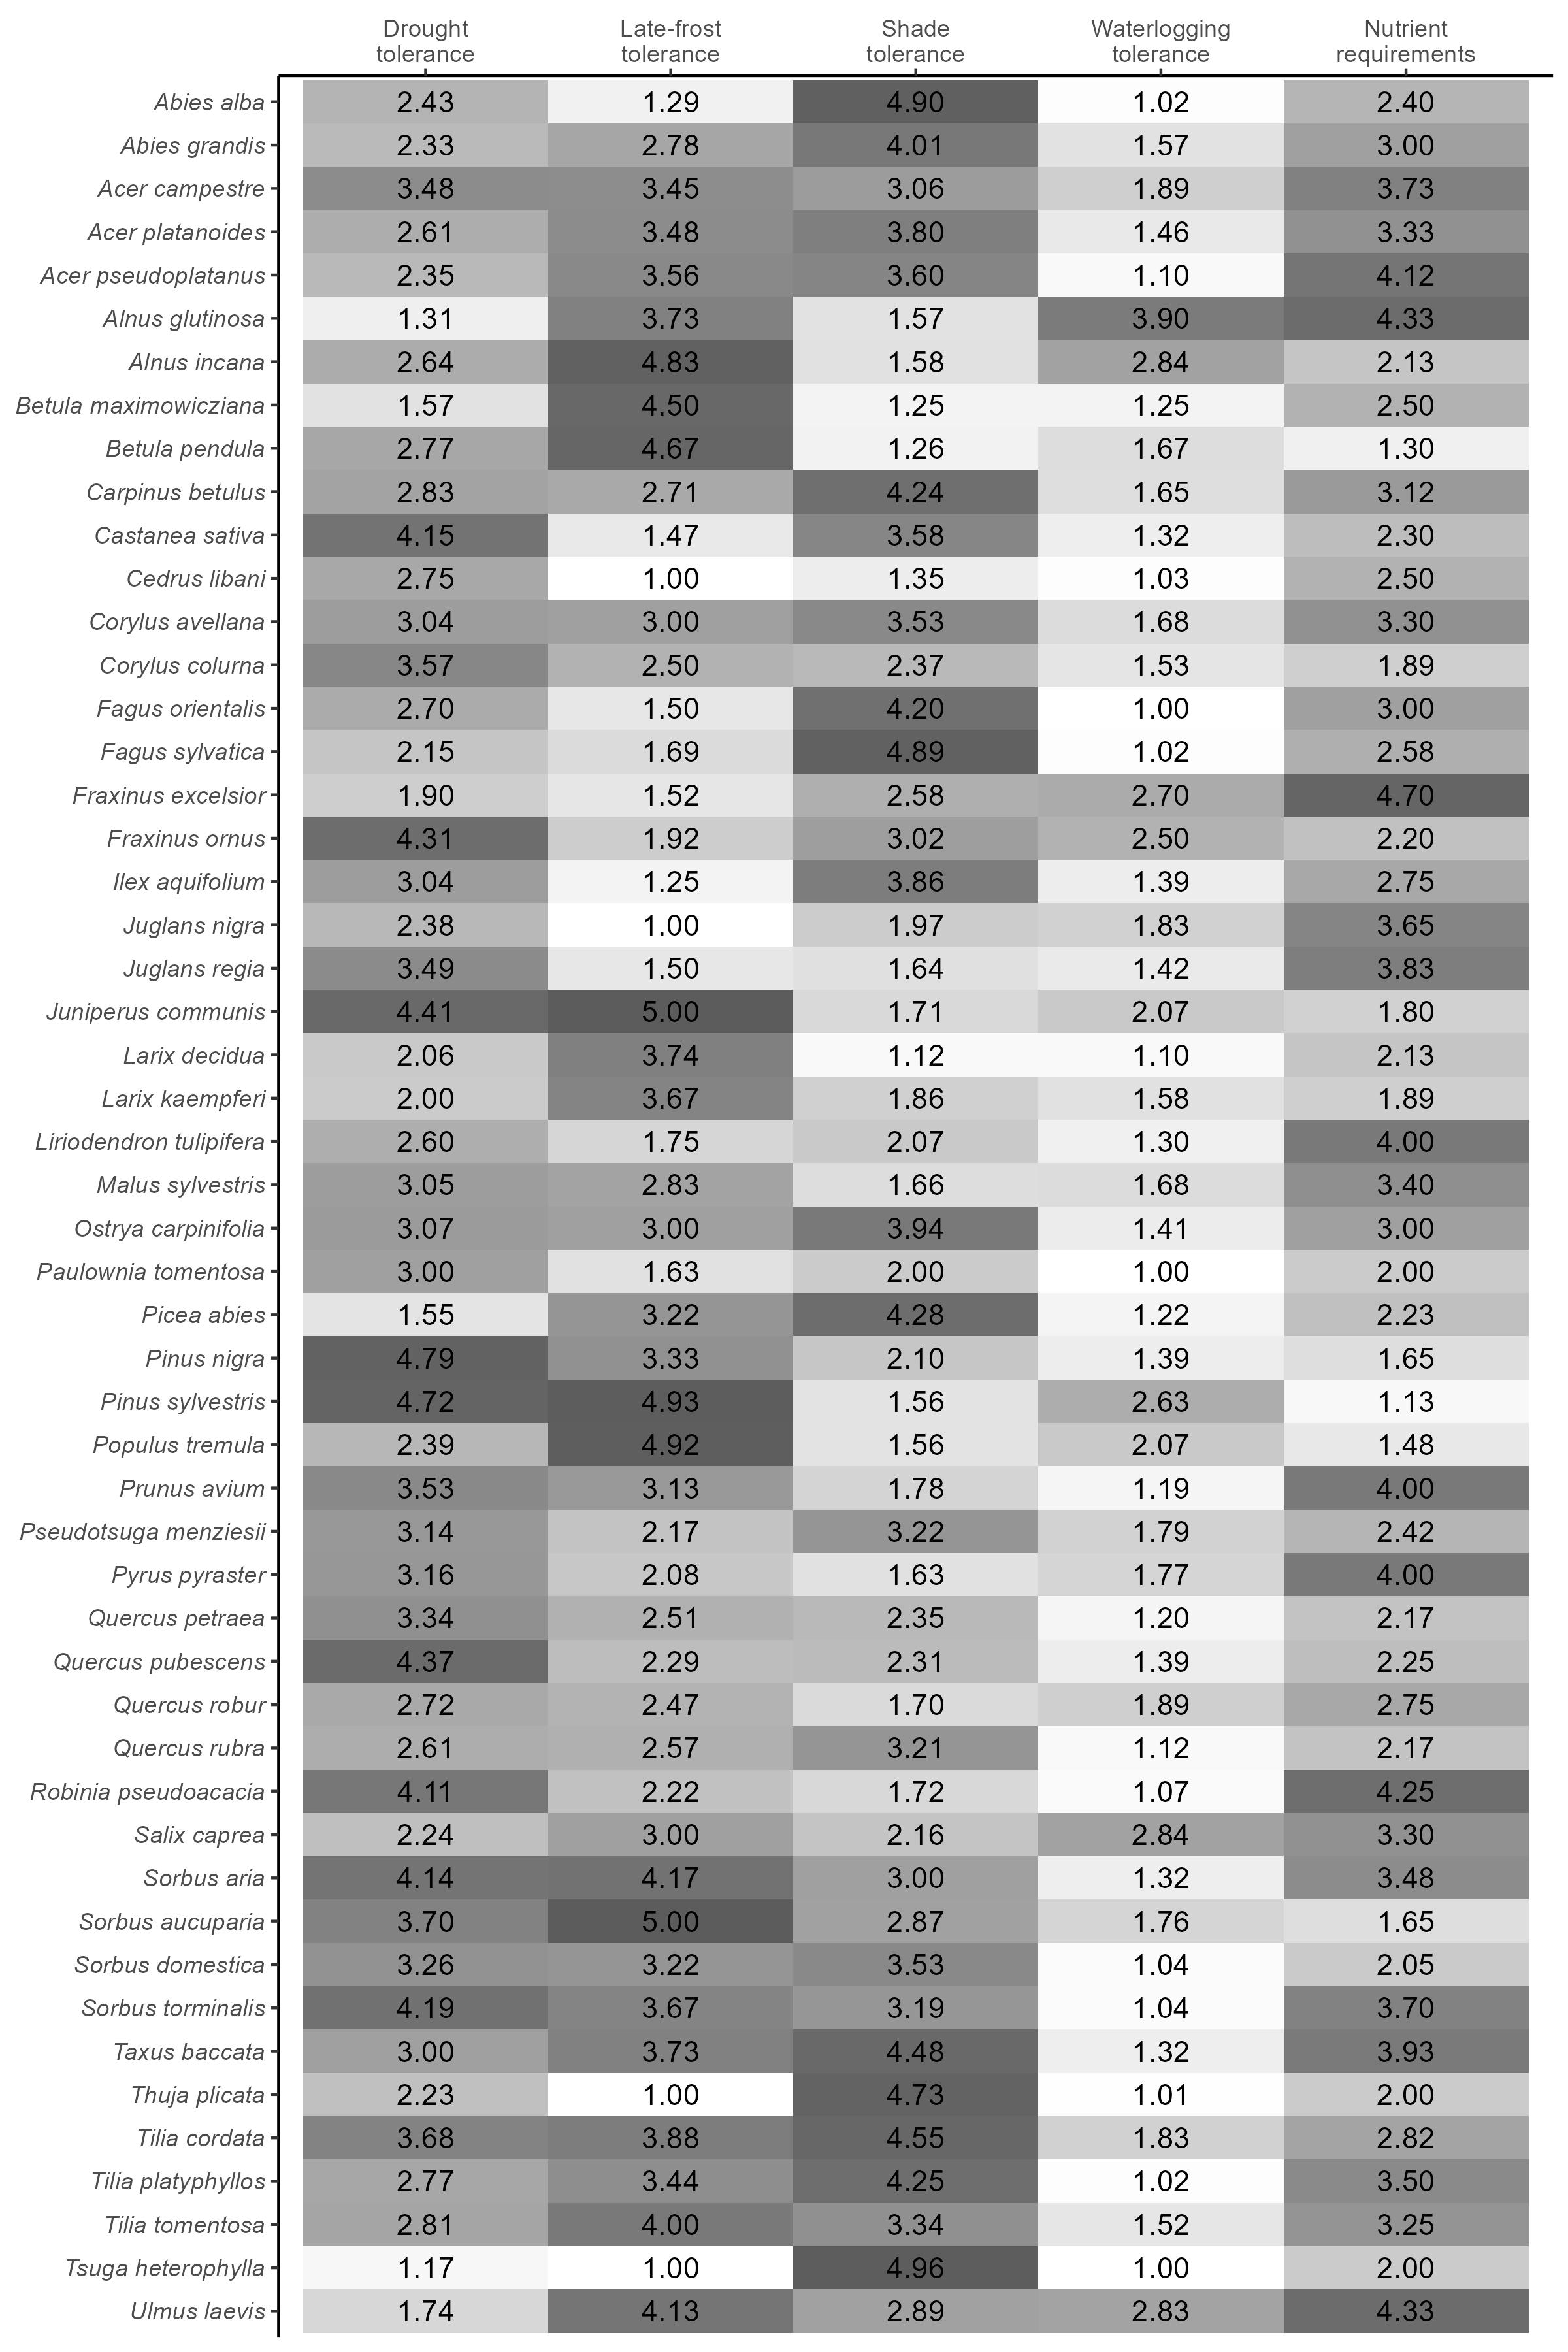 Drought Late-frost Shade Waterlogging Nutrient
tolerance tolerance tolerance tolerance requirements
Abies alba 2.43 1.29 4.90 1.02 2.40
Abies grandis 2.33 2.78 4.01 1.57 3.00
Acer campestre 3.48 3.45 3.06 1.89 3.73
Acer platanoides 2.61 3.48 3.80 1.46 3.33
Acer pseudoplatanus 2.35 3.56 3.60 1.10 4.12
Alnus glutinosa 1.31 3.73 1.57 3.90 4.33
Alnus incana 2.64 4.83 1.58 2.84 2.13
Betula maximowicziana 1.57 4.50 1.25 1.25 2.50
Betula pendula 2.77 4.67 1.26 1.67 1.30
Carpinus betulus 2.83 2.71 4.24 1.65 3.12
Castanea sativa 4.15 1.47 3.58 1.32 2.30
Cedrus libani 2.75 1.00 1.35 1.03 2.50
Corylus avellana 3.04 3.00 3.53 1.68 3.30
Corylus colurna 3.57 2.50 2.37 1.53 1.89
Fagus orientalis 2.70 1.50 4.20 1.00 3.00
Fagus sylvatica 2.15 1.69 4.89 1.02 2.58
Fraxinus excelsior 1.90 1.52 2.58 2.70 4.70
Fraxinus ornus 4.31 1.92 3.02 2.50 2.20
Ilex aquifolium 3.04 1.25 3.86 1.39 2.75
Juglans nigra 2.38 1.00 1.97 1.83 3.65
Juglans regia 3.49 1.50 1.64 1.42 3.83
Juniperus communis 4.41 5.00 1.71 2.07 1.80
Larix decidua 2.06 3.74 1.12 1.10 2.13
Larix kaempferi 2.00 3.67 1.86 1.58 1.89
Liriodendron tulipifera 2.60 1.75 2.07 1.30 4.00
Malus sylvestris 3.05 2.83 1.66 1.68 3.40
Ostrya carpinifolia 3.07 3.00 3.94 1.41 3.00
Paulownia tomentosa 3.00 1.63 2.00 1.00 2.00
Picea abies 1.55 3.22 4.28 1.22 2.23
Pinus nigra 4.79 3.33 2.10 1.39 1.65
Pinus sylvestris 4.72 4.93 1.56 2.63 1.13
Populus tremula 2.39 4.92 1.56 2.07 1.48
Prunus avium 3.53 3.13 1.78 1.19 4.00
Pseudotsuga menziesii 3.14 2.17 3.22 1.79 2.42
Pyrus pyraster 3.16 2.08 1.63 1.77 4.00
Quercus petraea 3.34 2.51 2.35 1.20 2.17
Quercus pubescens 4.37 2.29 2.31 1.39 2.25
Quercus robur 2.72 2.47 1.70 1.89 2.75
Quercus rubra 2.61 2.57 3.21 1.12 2.17
Robinia pseudoacacia 4.11 2.22 1.72 1.07 4.25
Salix caprea 2.24 3.00 2.16 2.84 3.30
Sorbus aria 4.14 4.17 3.00 1.32 3.48
Sorbus aucuparia 3.70 5.00 2.87 1.76 1.65
Sorbus domestica 3.26 3.22 3.53 1.04 2.05
Sorbus torminalis 4.19 3.67 3.19 1.04 3.70
Taxus baccata 3.00 3.73 4.48 1.32 3.93
Thuja plicata 2.23 1.00 4.73 1.01 2.00
Tilia cordata 3.68 3.88 4.55 1.83 2.82
Tilia platyphyllos 2.77 3.44 4.25 1.02 3.50
Tilia tomentosa 2.81 4.00 3.34 1.52 3.25
Tsuga heterophylla 1.17 1.00 4.96 1.00 2.00
Ulmus laevis 1.74 4.13 2.89 2.83 4.33